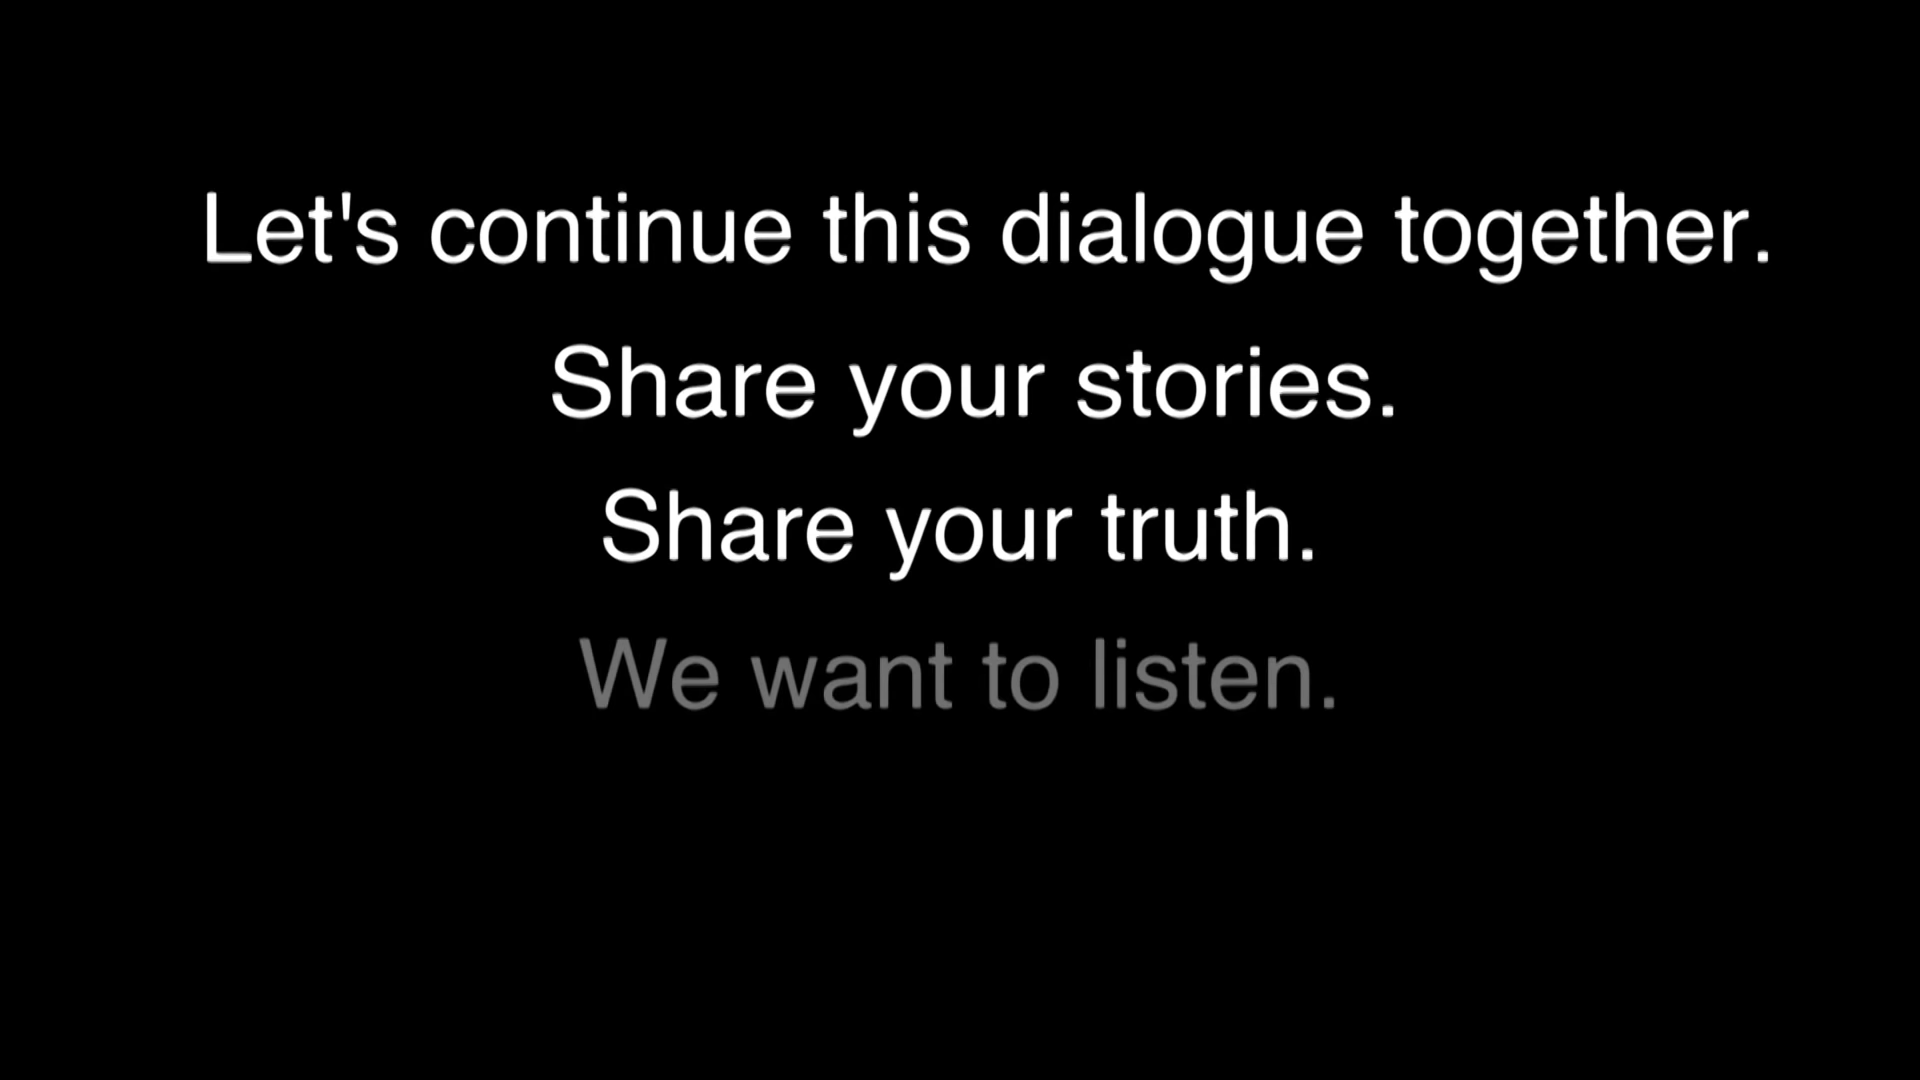 Let's continue this dialogue together.
Share your stories.
Share your truth.
We want to listen.